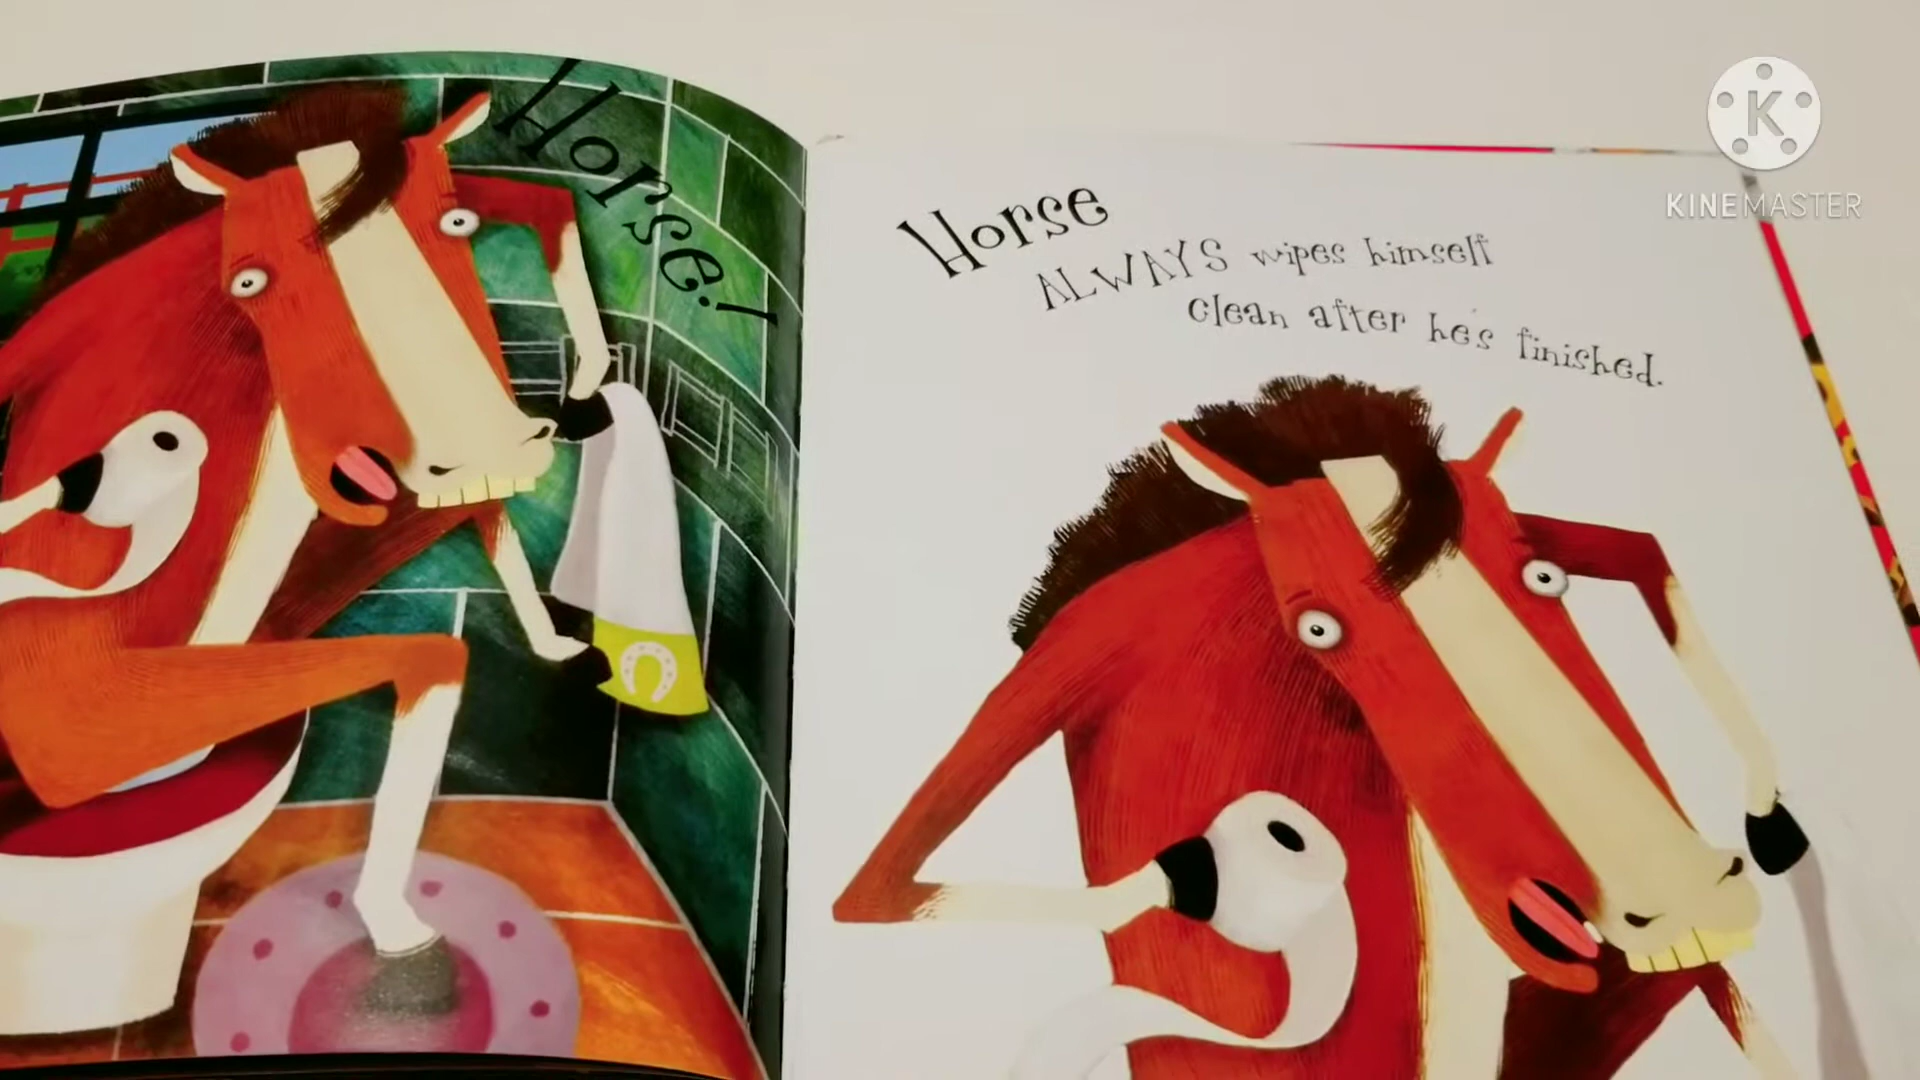 Horse!
Horse
ALWAYS wipes himself
clean after he's finished.
K
KINEMASTER